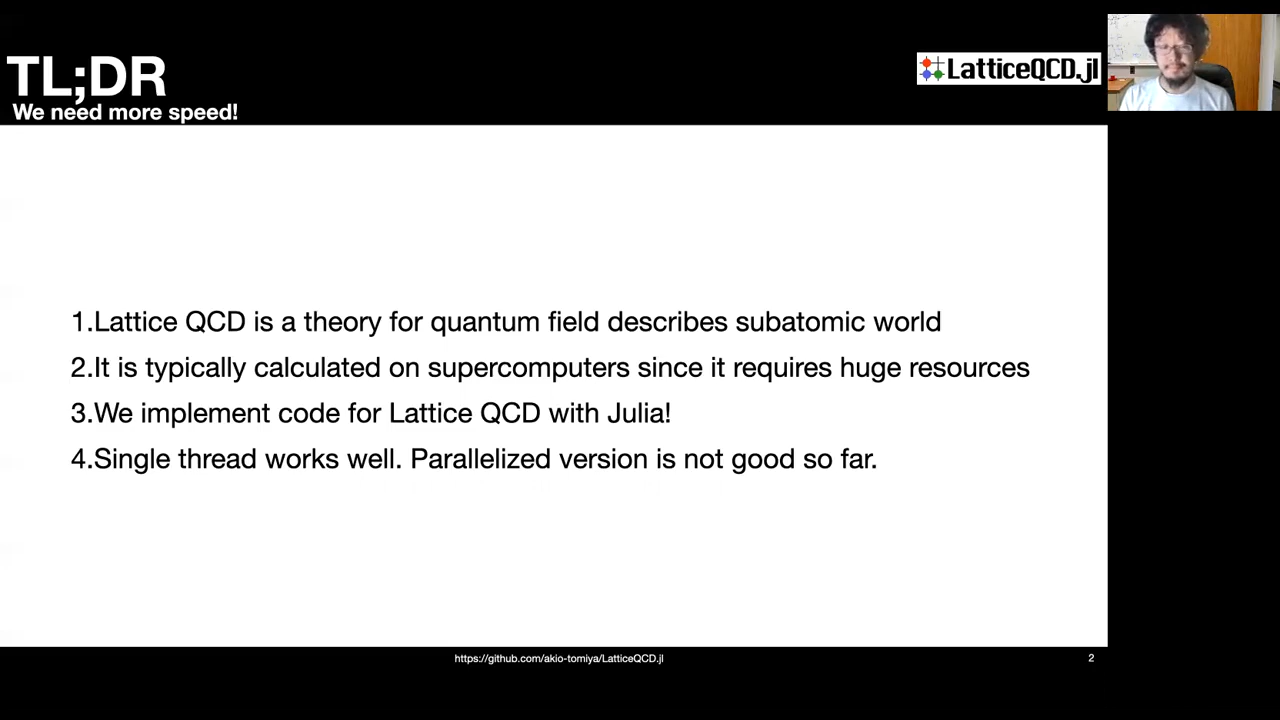 TL;DR
We need more speed!
LatticeQCD.jl
1.Lattice QCD is a theory for quantum field describes subatomic world
2.It is typically calculated on supercomputers since it requires huge resources
3.We implement code for Lattice QCD with Julia!
4.Single thread works well. Parallelized version is not good so far.
https://github.com/akio-tomiya/LatticeQCD.jl
2